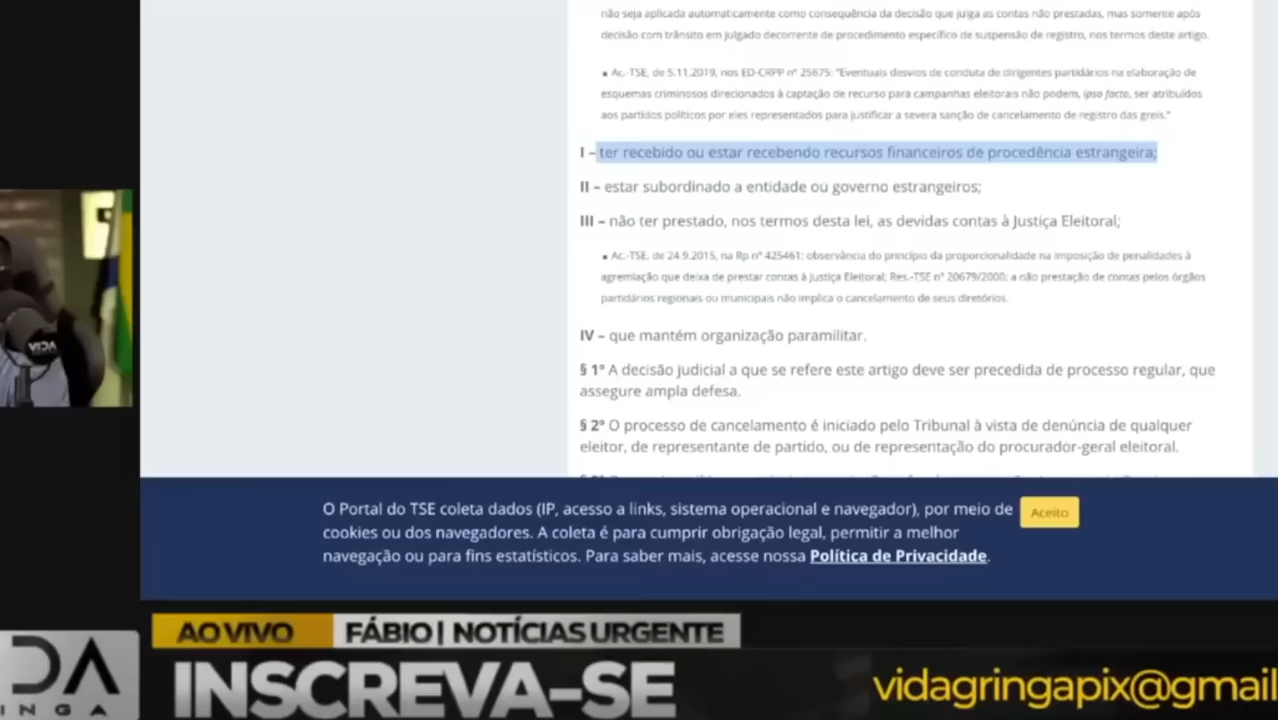 não seja aplicada automaticamente como consequência da decisão que julga as contas não prestadas, mas somente após
decisão com trânsito em julgado decorrente de procedimento específico de suspensão de registro, nos termos deste artigo.
• Ac.-TSE, de 5.11.2019, nos ED-CRPP nº 25675: "Eventuais desvios de conduta de dirigentes partidários na elaboração de
esquemas criminosos direcionados à captação de recurso para campanhas eleitorais não podem, ipso facto, ser atribuídos
aos partidos políticos por eles representados para justificar a severa sanção de cancelamento de registro das greis."
I – ter recebido ou estar recebendo recursos financeiros de procedência estrangeira;
II – estar subordinado a entidade ou governo estrangeiros;
III – não ter prestado, nos termos desta lei, as devidas contas à Justiça Eleitoral;
• Ac.-TSE, de 24.9.2015, na Rp nº 425461: observância do princípio da proporcionalidade na imposição de penalidades à
agremiação que deixa de prestar contas à Justiça Eleitoral; Res.-TSE nº 20679/2000: a não prestação de contas pelos órgãos
partidários regionais ou municipais não implica o cancelamento de seus diretórios.
IV – que mantém organização paramilitar.
§ 1º A decisão judicial a que se refere este artigo deve ser precedida de processo regular, que
assegure ampla defesa.
§ 2º O processo de cancelamento é iniciado pelo Tribunal à vista de denúncia de qualquer
eleitor, de representante de partido, ou de representação do procurador-geral eleitoral.
VIDA
O Portal do TSE coleta dados (IP, acesso a links, sistema operacional e navegador), por meio de
cookies ou dos navegadores. A coleta é para cumprir obrigação legal, permitir a melhor
navegação ou para fins estatísticos. Para saber mais, acesse nossa Política de Privacidade.
Aceito
AO VIVO FÁBIO | NOTÍCIAS URGENTE
DA
INGA
INSCREVA-SE
vidagringapix@gmail